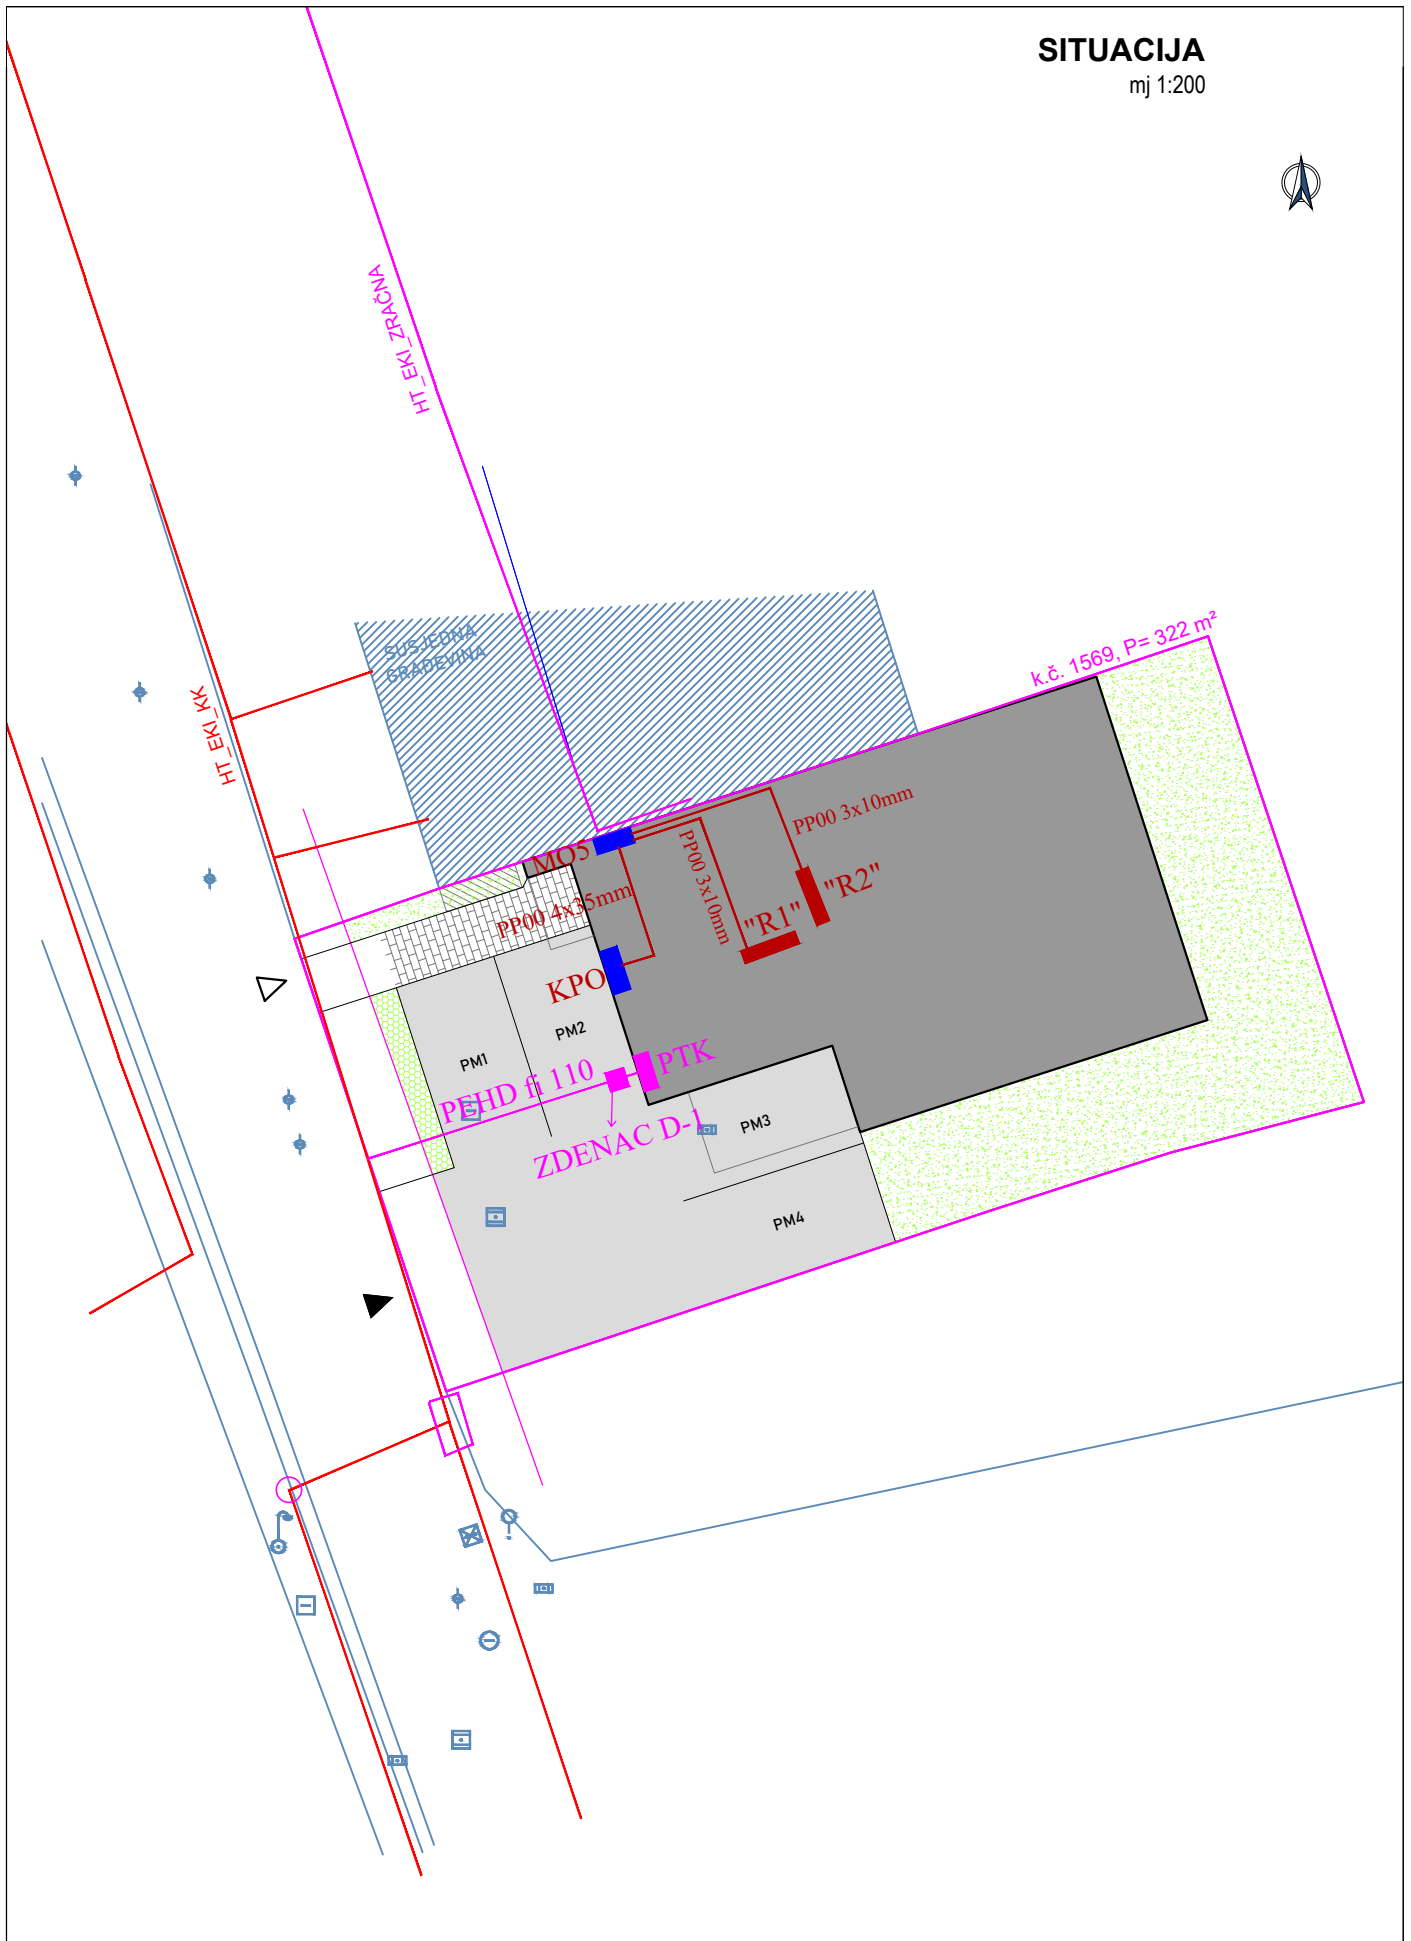 SITUACIJA
mj 1:200
HT_EKI_ZRAČNA
k.č. 1569, P= 322 m²
SUSJEDNA
GRAĐEVINA
HT_EKI_KK
PP00 3x10mm
PP00 3x10mm
MO5
"R2"
"R1"
PP00 4x35mm
KPO
PM2
PM1
PTK
PEHD fi 110
ZDENAC D-1
PM3
PM4